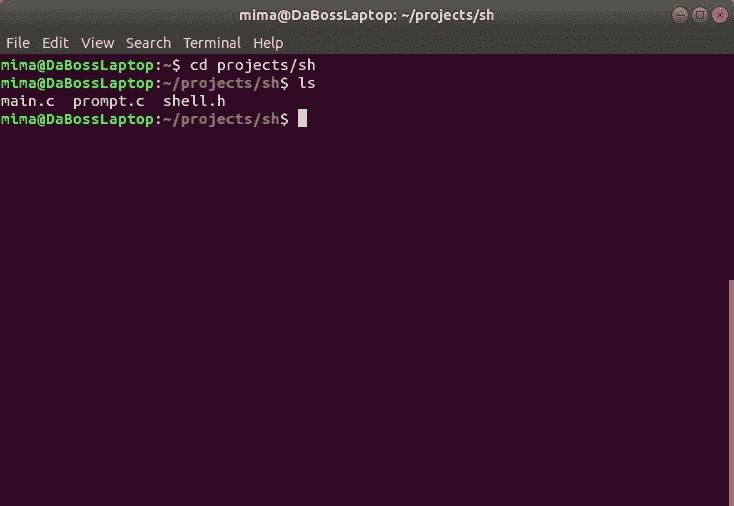 mima@DaBossLaptop: ~/projects/sh
File Edit View Search Terminal Help
mima@DaBossLaptop:~$ cd projects/sh
mima@DaBossLaptop:~/projects/sh$ ls
main.c  prompt.c  shell.h
mima@DaBossLaptop:~/projects/sh$